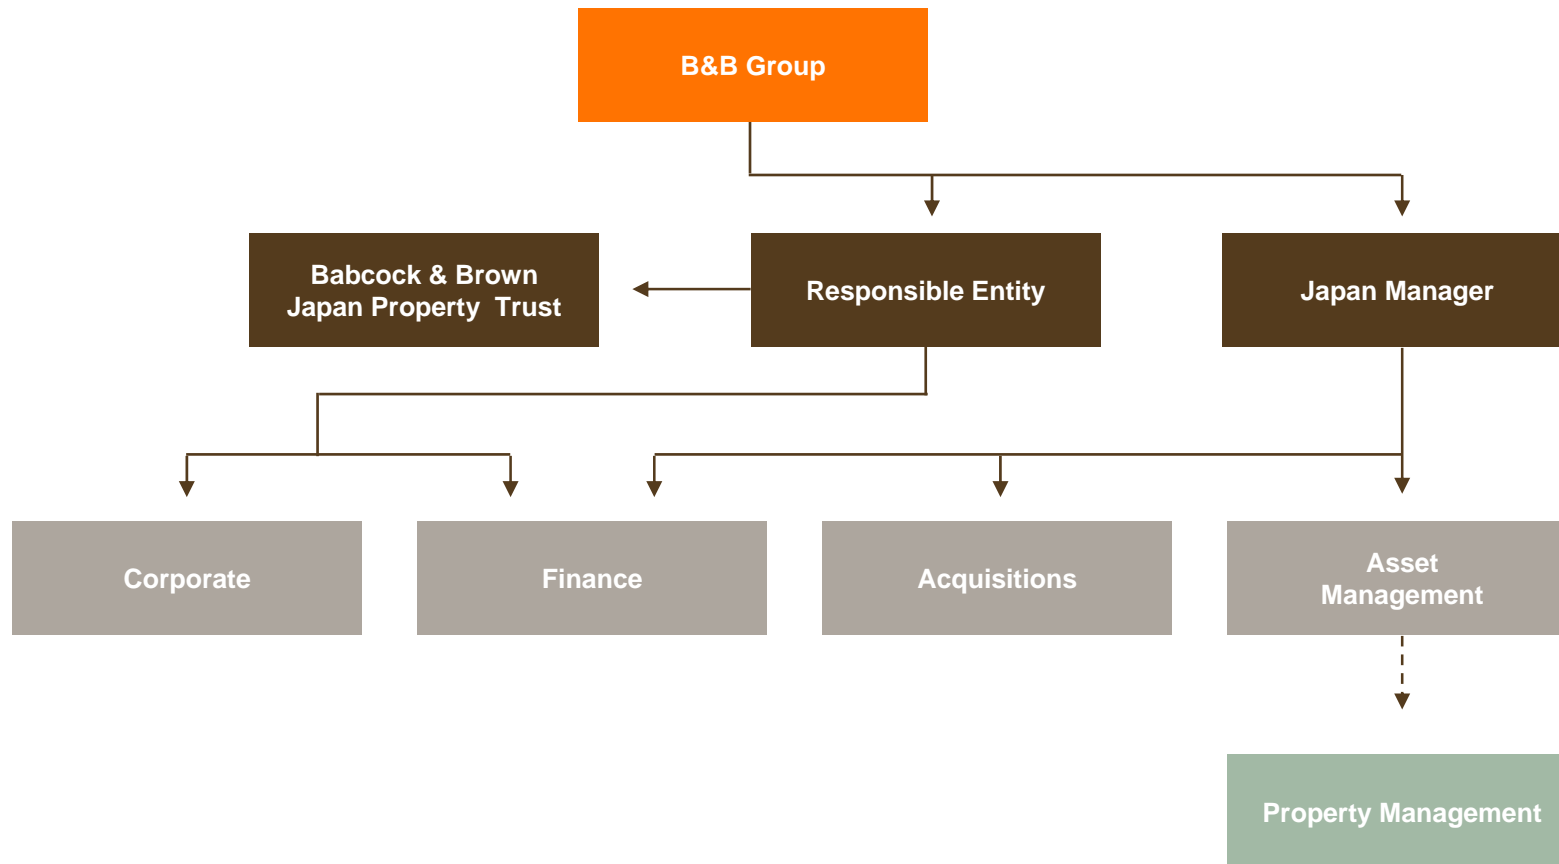 B&B Group
Babcock & Brown
Japan Property  Trust
Responsible Entity
Japan Manager
Corporate
Finance
Acquisitions
Asset
Management
Property Management